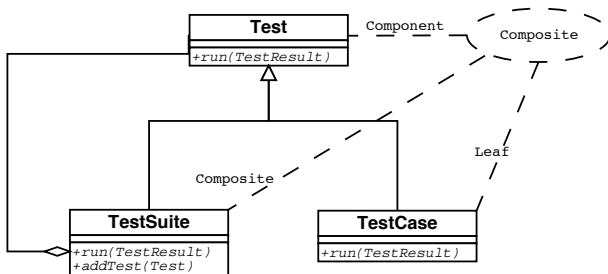 Test
+run(TestResult)
Component
Composite
Composite
Leaf
TestSuite
+run(TestResult)
+addTest(Test)
TestCase
+run(TestResult)